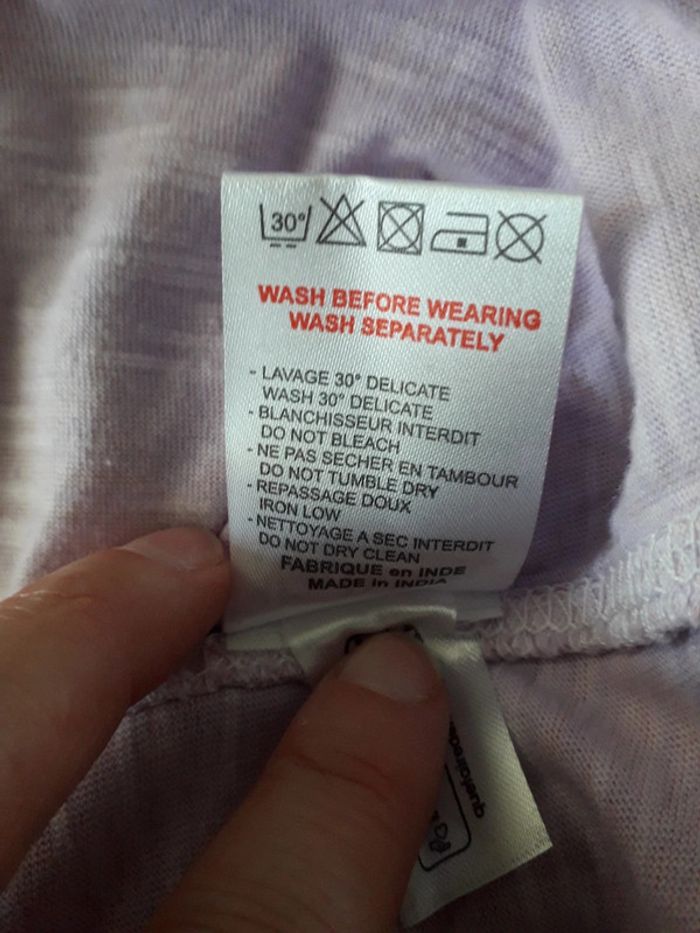 30°
WASH BEFORE WEARING
WASH SEPARATELY
- LAVAGE 30° DELICATE
WASH 30° DELICATE
- BLANCHISSEUR INTERDIT
DO NOT BLEACH
- NE PAS SECHER EN TAMBOUR
DO NOT TUMBLE DRY
- REPASSAGE DOUX
IRON LOW
- NETTOYAGE A SEC INTERDIT
DO NOT DRY CLEAN
FABRIQUE en INDE
MADE in INDIA